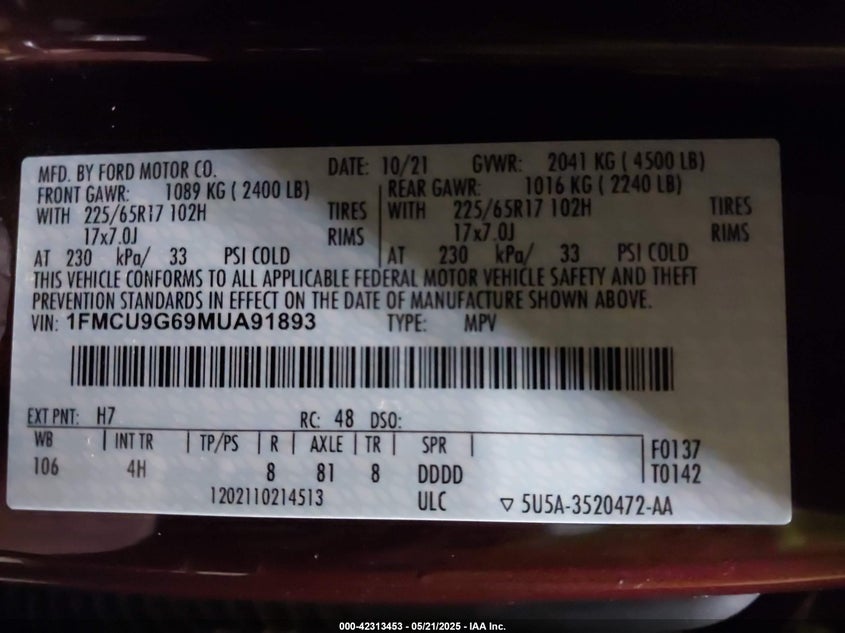 MFD. BY FORD MOTOR CO. DATE: 10/21 GVWR: 2041 KG ( 4500 LB)
FRONT GAWR: 1089 KG ( 2400 LB) REAR GAWR: 1016 KG ( 2240 LB)
WITH 225/65R17 102H TIRES WITH 225/65R17 102H TIRES
17x7.0J RIMS 17x7.0J RIMS
AT 230 kPa/ 33 PSI COLD AT 230 kPa/ 33 PSI COLD
THIS VEHICLE CONFORMS TO ALL APPLICABLE FEDERAL MOTOR VEHICLE SAFETY AND THEFT
PREVENTION STANDARDS IN EFFECT ON THE DATE OF MANUFACTURE SHOWN ABOVE.
VIN: 1FMCU9G69MUA91893 TYPE: MPV
EXT PNT: H7 RC: 48 DSO:
WB INT TR TP/PS R AXLE TR SPR F0137
106 4H 8 81 8 DDDD T0142
1202110214513 ULC ▽ 5U5A-3520472-AA
000-42313453 - 05/21/2025 - IAA Inc.